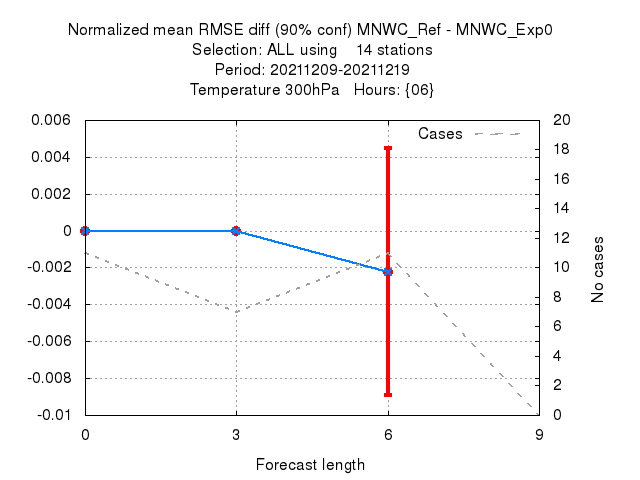 Normalized mean RMSE diff (90% conf) MNWC_Ref - MNWC_Exp0
Selection: ALL using 14 stations
Period: 20211209-20211219
Temperature 300hPa Hours: {06}
Cases
0.006
0.004
0.002
0
-0.002
-0.004
-0.006
-0.008
-0.01
20
18
16
14
12
10
8
6
4
2
0
No cases
0 3 6 9
Forecast length